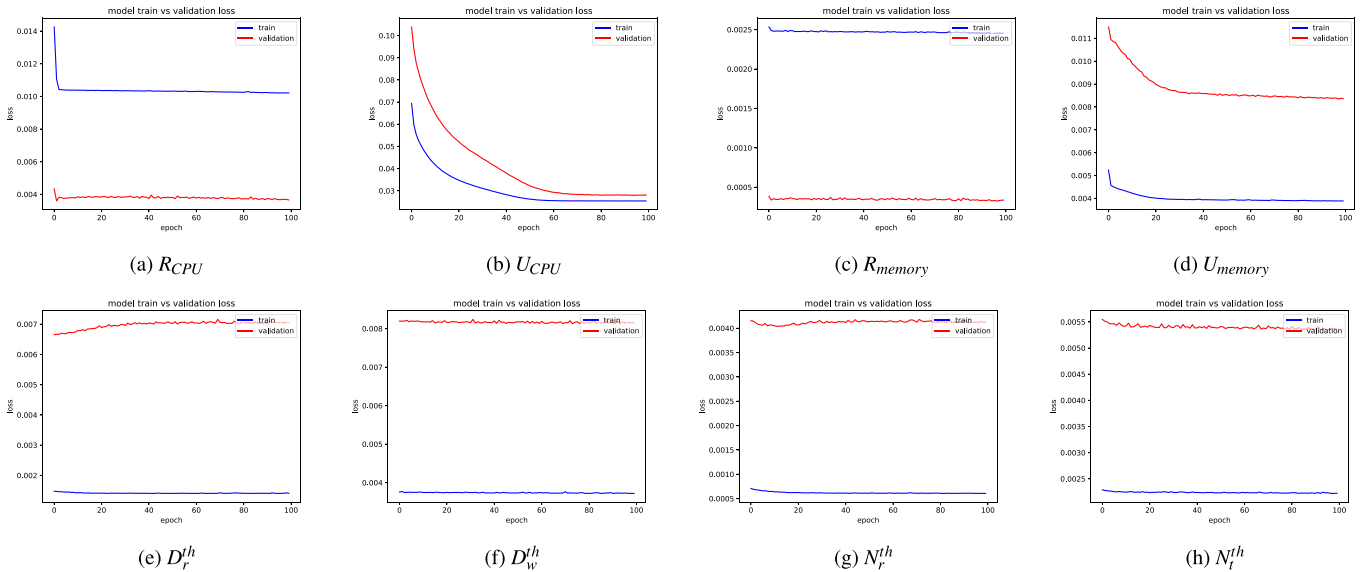 model train vs validation loss
train
validation
loss
0.014
0.012
0.010
0.008
0.006
0.004
0 20 40 60 80 100
epoch
(a) R_CPU
model train vs validation loss
train
validation
loss
0.10
0.09
0.08
0.07
0.06
0.05
0.04
0.03
0 20 40 60 80 100
epoch
(b) U_CPU
model train vs validation loss
train
validation
loss
0.0025
0.0020
0.0015
0.0010
0.0005
0 20 40 60 80 100
epoch
(c) R_memory
model train vs validation loss
train
validation
loss
0.011
0.010
0.009
0.008
0.007
0.006
0.005
0.004
0 20 40 60 80 100
epoch
(d) U_memory
model train vs validation loss
train
validation
loss
0.007
0.006
0.005
0.004
0.003
0.002
0 20 40 60 80 100
epoch
(e) D_r^th
model train vs validation loss
train
validation
loss
0.008
0.007
0.006
0.005
0.004
0 20 40 60 80 100
epoch
(f) D_w^th
model train vs validation loss
train
validation
loss
0.0040
0.0035
0.0030
0.0025
0.0020
0.0015
0.0010
0.0005
0 20 40 60 80 100
epoch
(g) N_r^th
model train vs validation loss
train
validation
loss
0.0055
0.0050
0.0045
0.0040
0.0035
0.0030
0.0025
0 20 40 60 80 100
epoch
(h) N_t^th